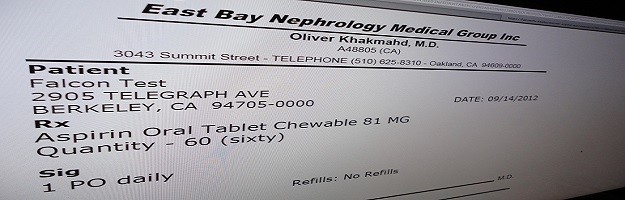 East Bay Nephrology Medical Group Inc
Oliver Khakmahd, M.D.
A48805 (CA)
3043 Summit Street - TELEPHONE (510) 625-8310 - Oakland, CA 94609-0000
Patient
Falcon Test
2905 TELEGRAPH AVE
BERKELEY, CA 94705-0000
DATE: 09/14/2012
Rx
Aspirin Oral Tablet Chewable 81 MG
Quantity - 60 (sixty)
Sig
1 PO daily
Refills: No Refills
M.D.